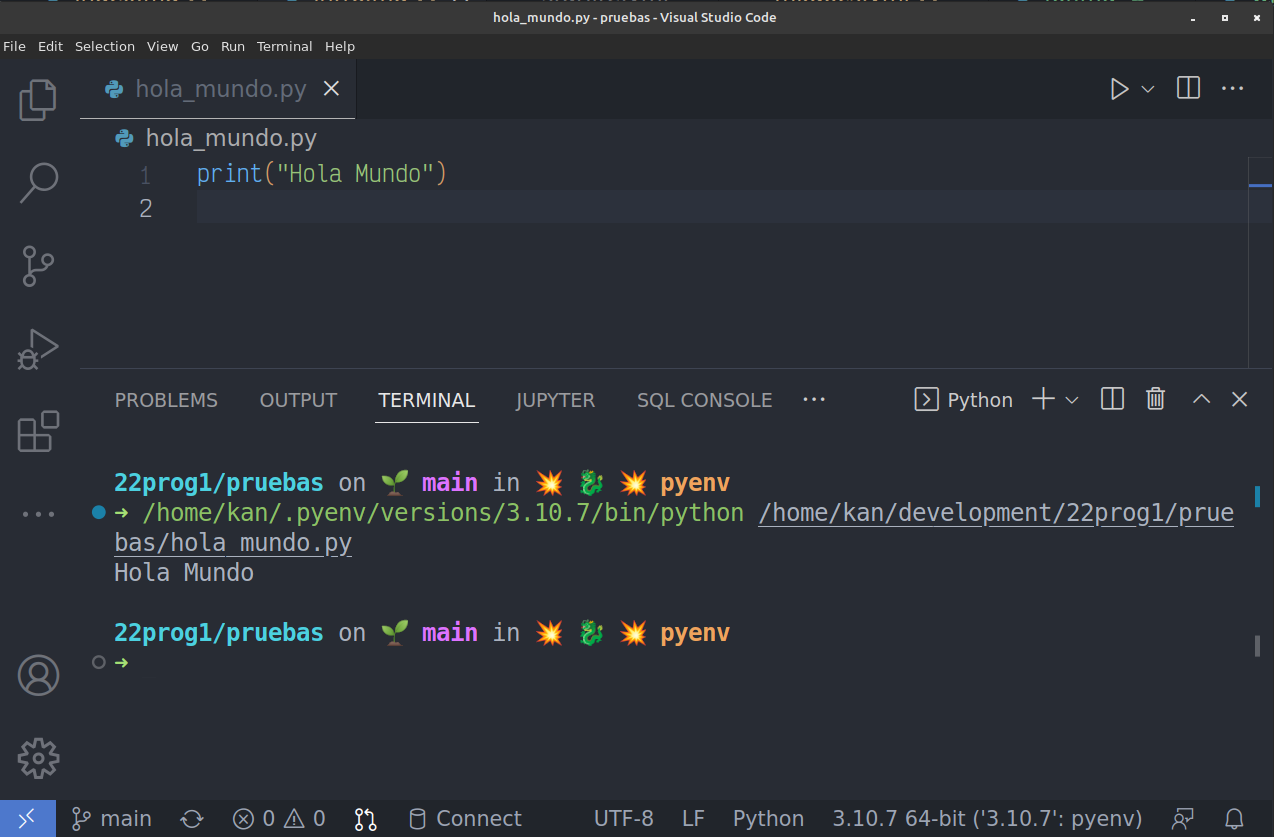 hola_mundo.py - pruebas - Visual Studio Code
File Edit Selection View Go Run Terminal Help
hola_mundo.py
hola_mundo.py
1 print("Hola Mundo")
2
PROBLEMS OUTPUT TERMINAL JUPYTER SQL CONSOLE ··· Python
22prog1/pruebas on 🌱 main in 💥 🐉 💥 pyenv
➜ /home/kan/.pyenv/versions/3.10.7/bin/python /home/kan/development/22prog1/prue
bas/hola_mundo.py
Hola Mundo
22prog1/pruebas on 🌱 main in 💥 🐉 💥 pyenv
➜
main 0 0 Connect UTF-8 LF Python 3.10.7 64-bit ('3.10.7': pyenv)